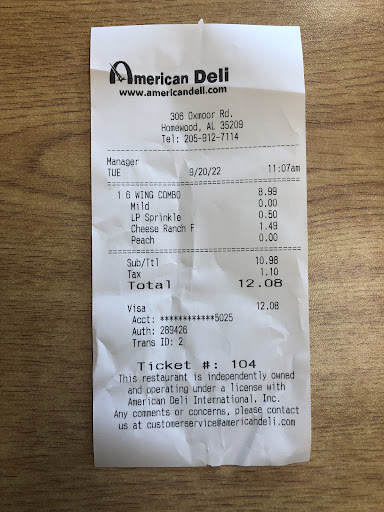 American Deli
www.americandeli.com
306 Oxmoor Rd.
Homewood, AL 35209
Tel: 205-912-7114
Manager
TUE 9/20/22 11:07am
1 6 WING COMBO 8.99
Mild 0.00
LP Sprinkle 0.50
Cheese Ranch F 1.49
Peach 0.00
Sub/Ttl 10.98
Tax 1.10
Total 12.08
Visa 12.08
Acct: ************5025
Auth: 289426
Trans ID: 2
Ticket #: 104
This restaurant is independently owned
and operating under a license with
American Deli International, Inc.
Any comments or concerns, please contact
us at customerservice@americandeli.com